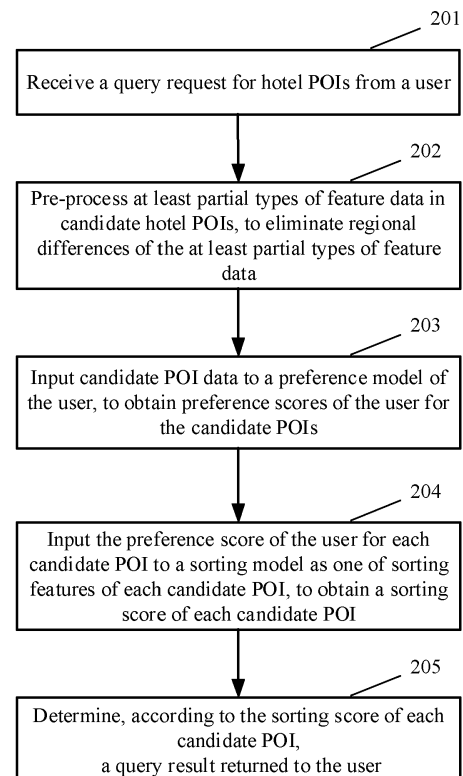 201
Receive a query request for hotel POIs from a user
202
Pre-process at least partial types of feature data in
candidate hotel POIs, to eliminate regional
differences of the at least partial types of feature
data
203
Input candidate POI data to a preference model of
the user, to obtain preference scores of the user for
the candidate POIs
204
Input the preference score of the user for each
candidate POI to a sorting model as one of sorting
features of each candidate POI, to obtain a sorting
score of each candidate POI
205
Determine, according to the sorting score of each
candidate POI,
a query result returned to the user